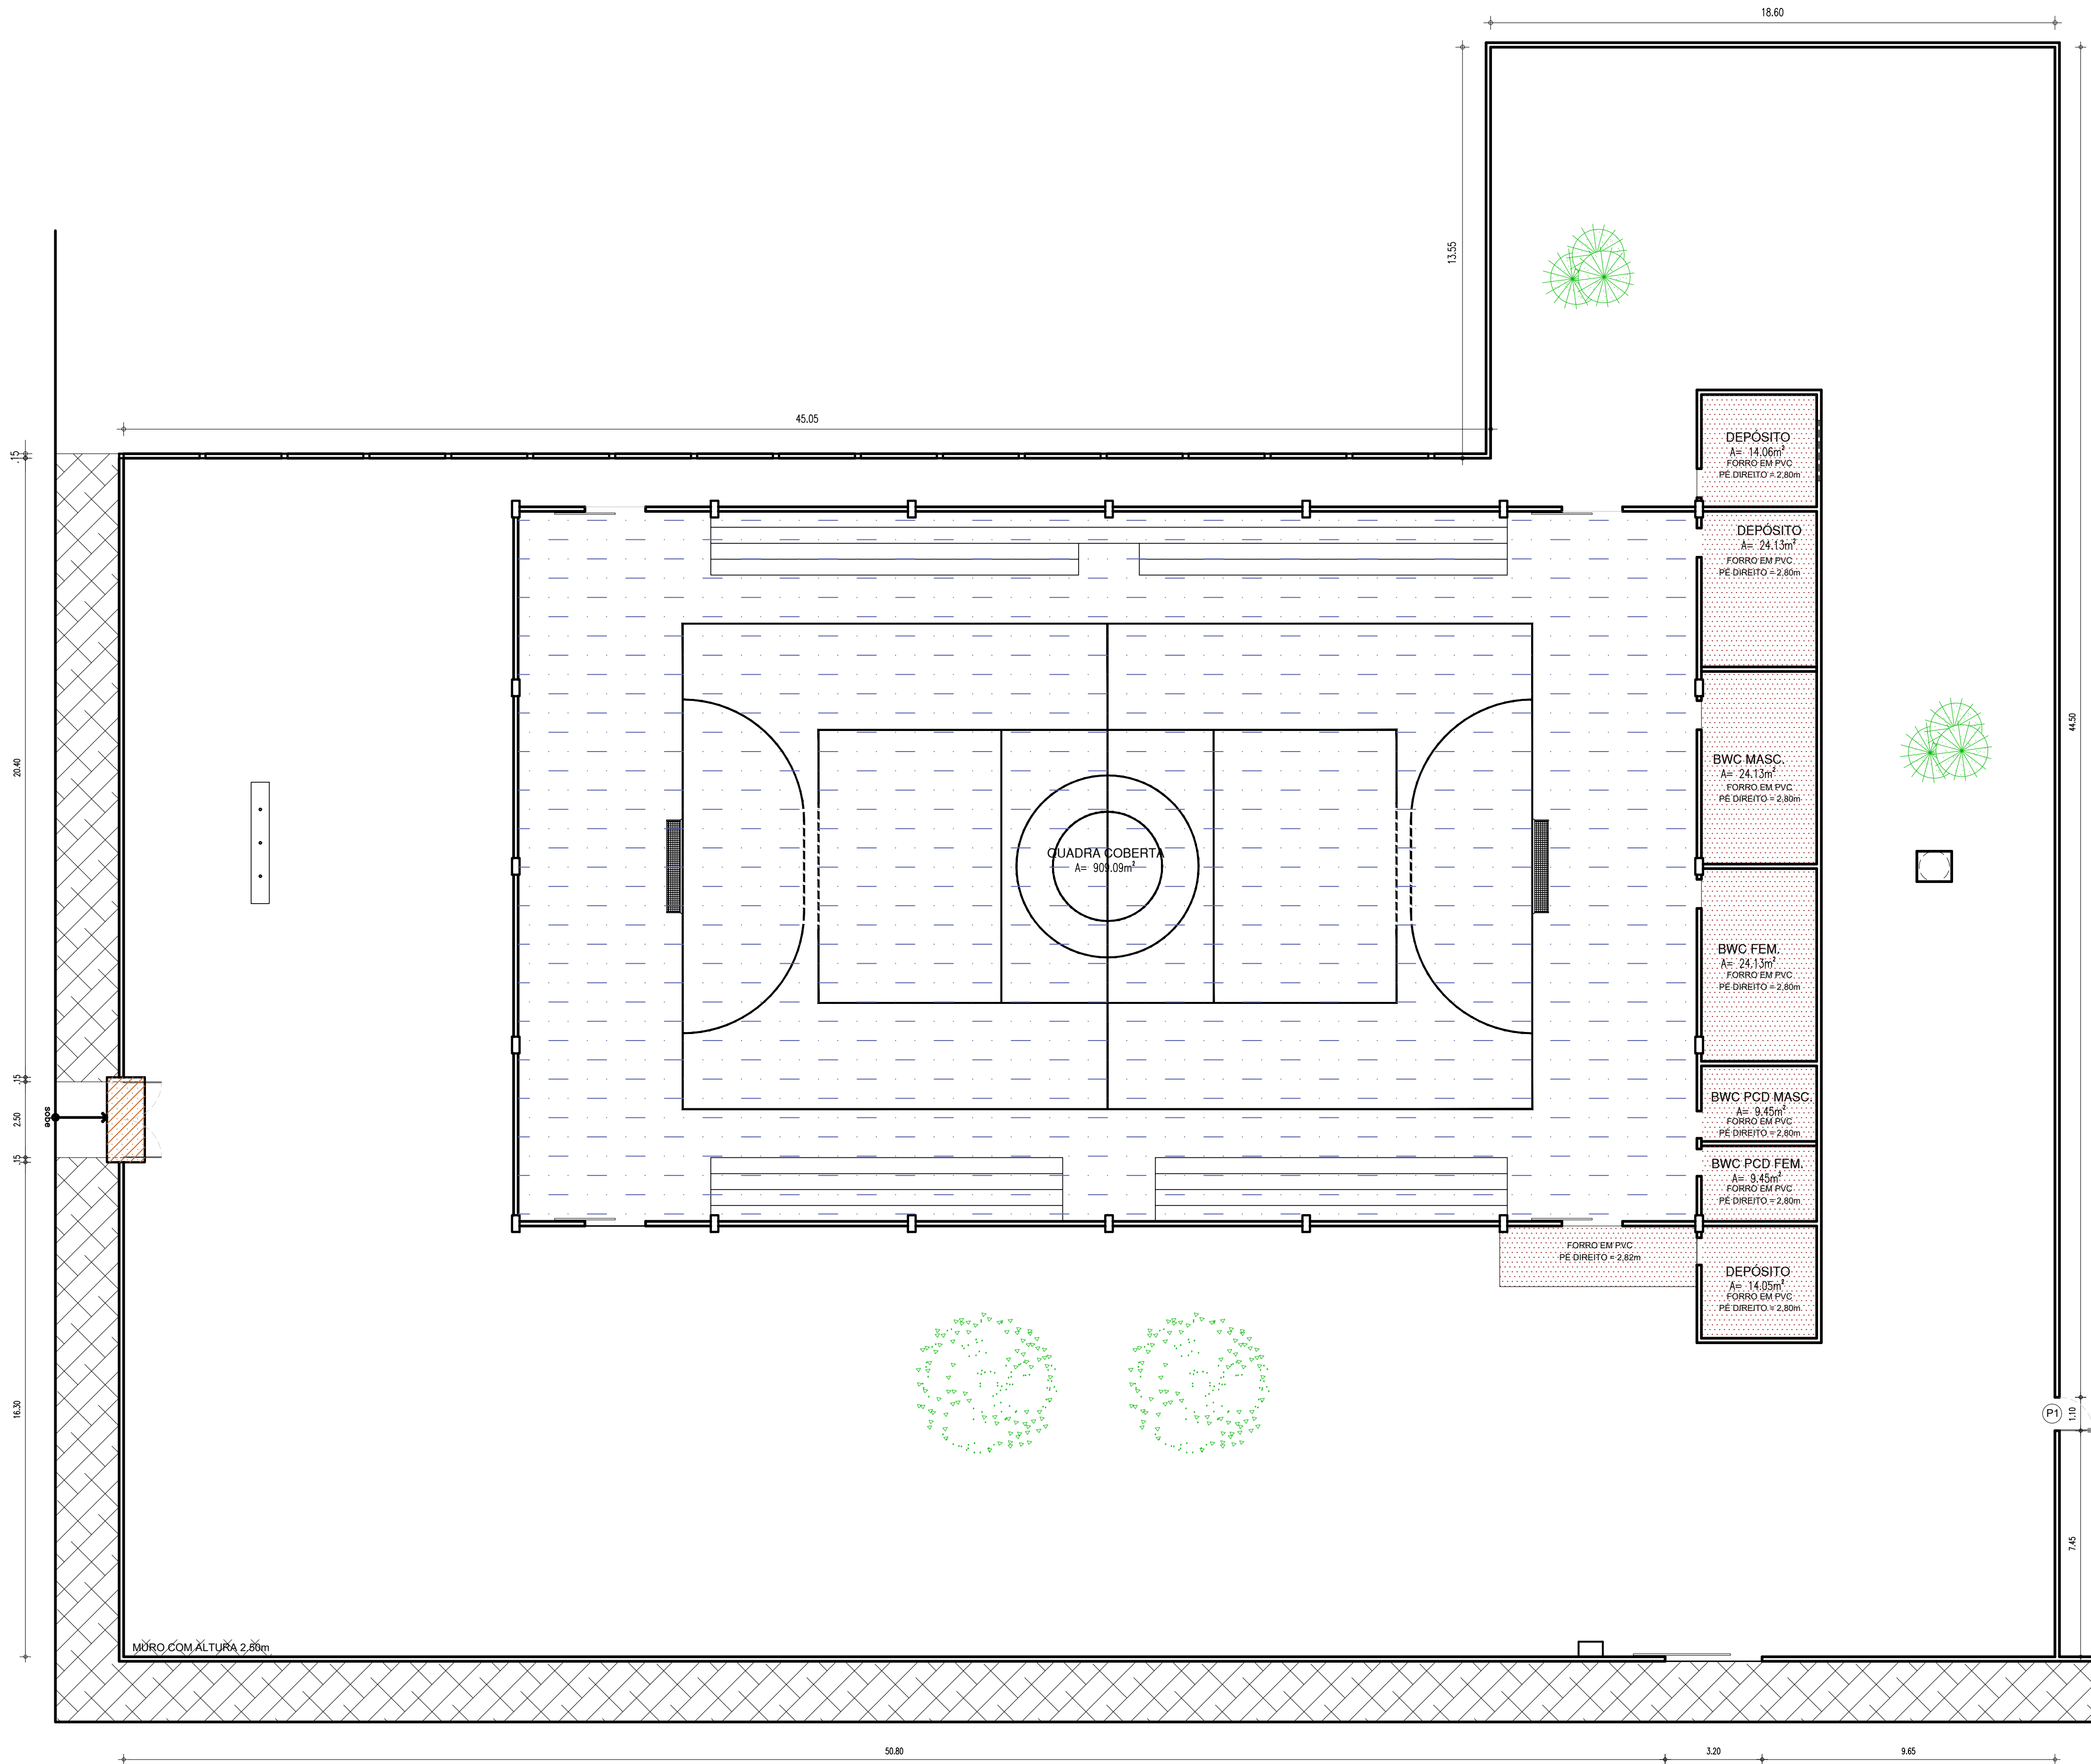 18.60
13.55
45.05
.15
DEPÓSITO
A= 14.06m²
FORRO EM PVC
PÉ DIREITO = 2,80m
DEPÓSITO
A= 24.13m²
FORRO EM PVC
PÉ DIREITO = 2,80m
44.50
20.40
BWC MASC.
A= 24.13m²
FORRO EM PVC
PÉ DIREITO = 2,80m
QUADRA COBERTA
A= 909.09m²
BWC FEM.
A= 24.13m²
FORRO EM PVC
PÉ DIREITO = 2,80m
.15
sobe
2.50
.15
BWC PCD MASC.
A= 9.45m²
FORRO EM PVC
PÉ DIREITO = 2,80m
BWC PCD FEM.
A= 9.45m²
FORRO EM PVC
PÉ DIREITO = 2,80m
FORRO EM PVC
PÉ DIREITO = 2,82m
DEPÓSITO
A= 14.05m²
FORRO EM PVC
PÉ DIREITO = 2,80m
16.30
P1
1.10
7.45
MURO COM ALTURA 2.50m
50.80
3.20
9.65